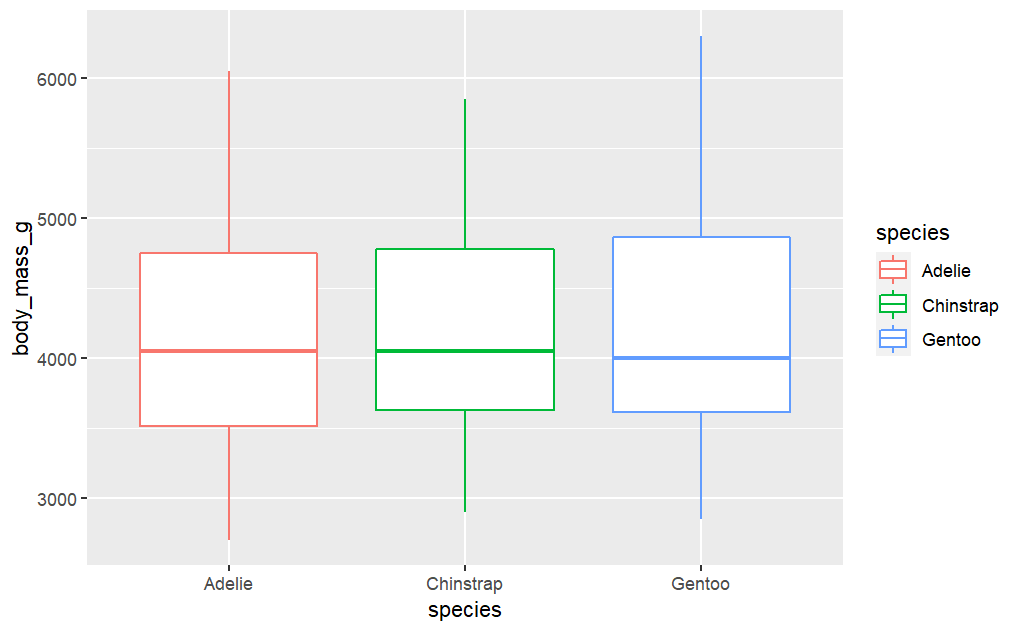 body_mass_g
6000
5000
4000
3000
Adelie Chinstrap Gentoo
species
species
Adelie
Chinstrap
Gentoo